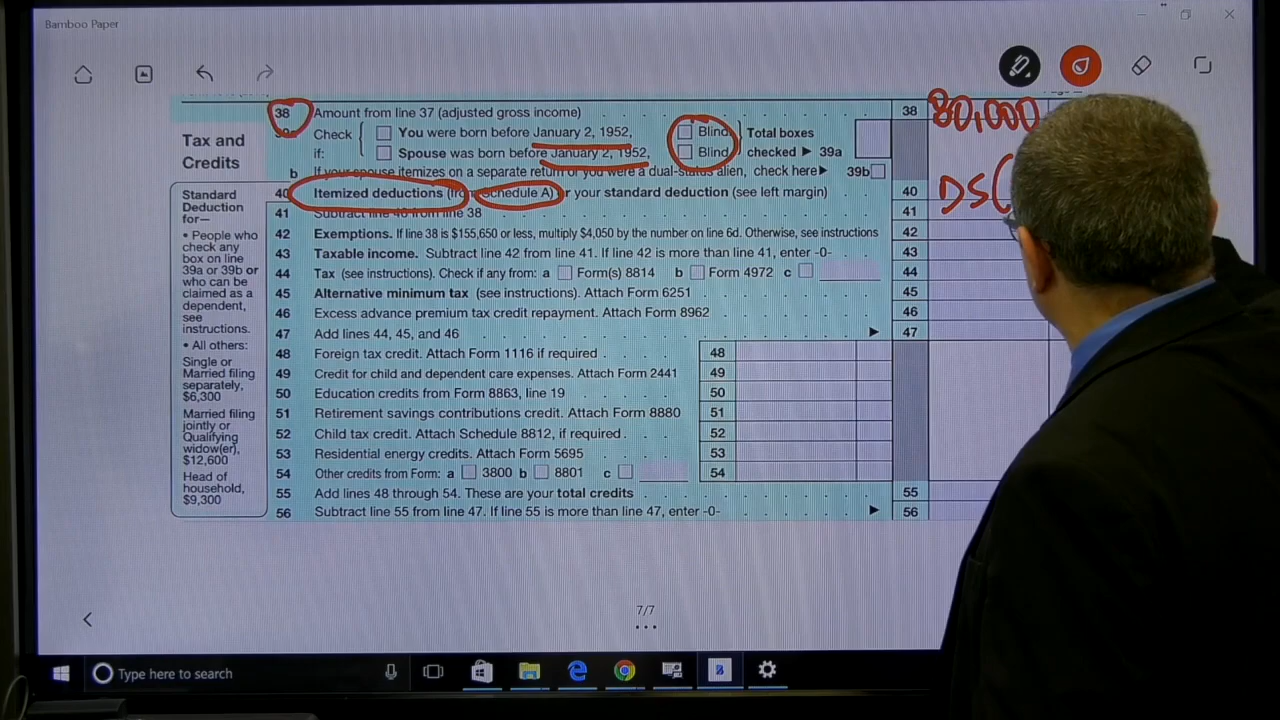 Bamboo Paper
38 Amount from line 37 (adjusted gross income) 38 80,000
Tax and Credits
Check if: You were born before January 2, 1952, Blind
Spouse was born before January 2, 1952, Blind
Total boxes checked ▶ 39a
b If your spouse itemizes on a separate return or you were a dual-status alien, check here ▶ 39b
40 Itemized deductions (from Schedule A) or your standard deduction (see left margin) 40 DS(
41 Subtract line 40 from line 38 41
42 Exemptions. If line 38 is $155,650 or less, multiply $4,050 by the number on line 6d. Otherwise, see instructions 42
43 Taxable income. Subtract line 42 from line 41. If line 42 is more than line 41, enter -0- 43
44 Tax (see instructions). Check if any from: a Form(s) 8814 b Form 4972 c 44
45 Alternative minimum tax (see instructions). Attach Form 6251 45
46 Excess advance premium tax credit repayment. Attach Form 8962 46
47 Add lines 44, 45, and 46 ▶ 47
48 Foreign tax credit. Attach Form 1116 if required 48
49 Credit for child and dependent care expenses. Attach Form 2441 49
50 Education credits from Form 8863, line 19 50
51 Retirement savings contributions credit. Attach Form 8880 51
52 Child tax credit. Attach Schedule 8812, if required 52
53 Residential energy credits. Attach Form 5695 53
54 Other credits from Form: a 3800 b 8801 c 54
55 Add lines 48 through 54. These are your total credits 55
56 Subtract line 55 from line 47. If line 55 is more than line 47, enter -0- ▶ 56
Standard
Deduction
for—
• People who
check any
box on line
39a or 39b or
who can be
claimed as a
dependent,
see
instructions.
• All others:
Single or
Married filing
separately,
$6,300
Married filing
jointly or
Qualifying
widow(er),
$12,600
Head of
household,
$9,300
7/7
Type here to search